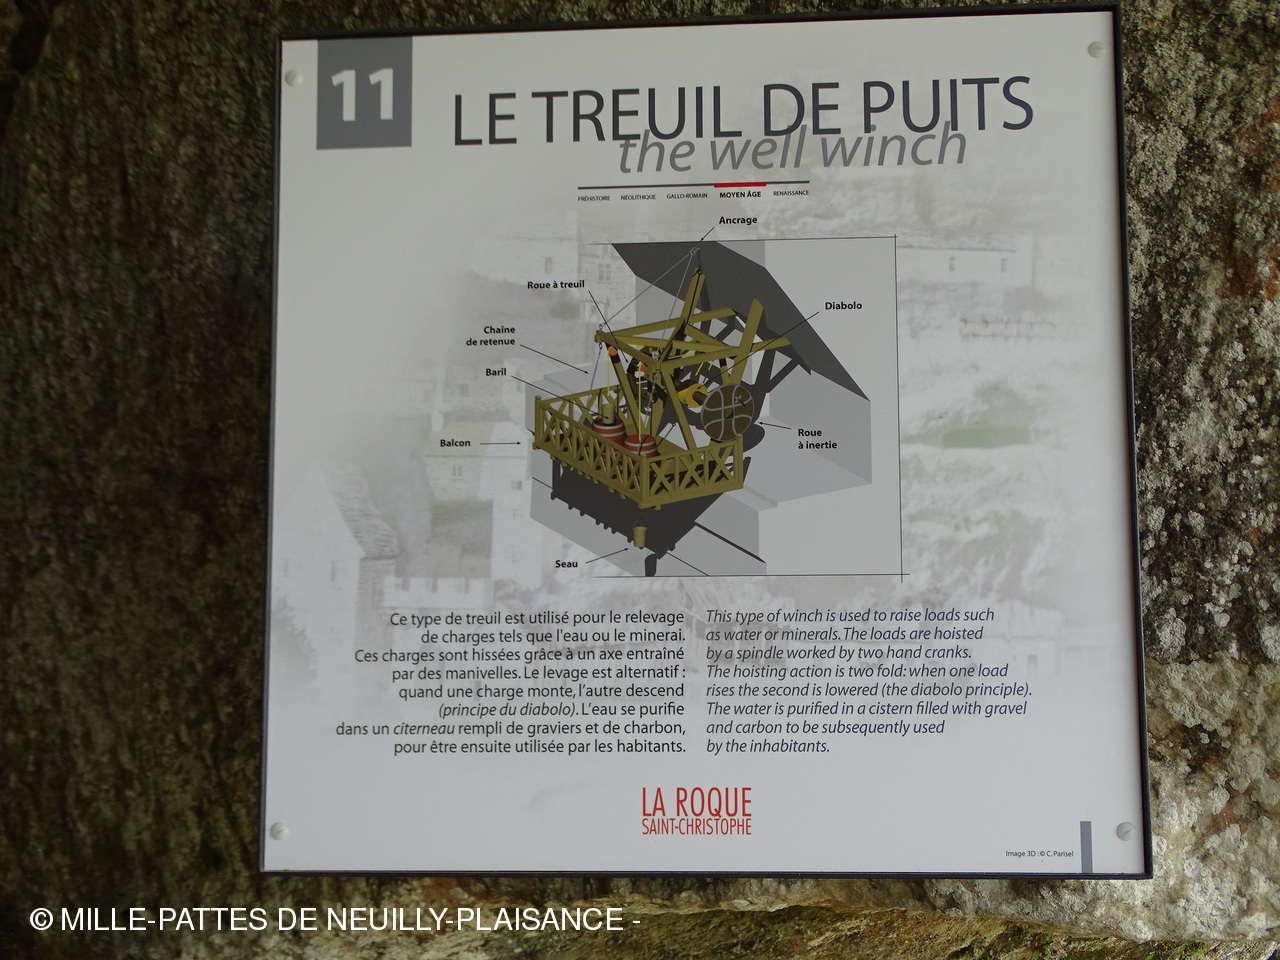 11
LE TREUIL DE PUITS
the well winch
PRÉHISTOIRE NÉOLITHIQUE GALLO-ROMAIN MOYEN ÂGE RENAISSANCE
Ancrage
Roue à treuil
Diabolo
Chaîne
de retenue
Baril
Balcon
Roue
à inertie
Seau
Ce type de treuil est utilisé pour le relevage
de charges tels que l'eau ou le minerai.
Ces charges sont hissées grâce à un axe entraîné
par des manivelles. Le levage est alternatif :
quand une charge monte, l'autre descend
(principe du diabolo). L'eau se purifie
dans un citerneau rempli de graviers et de charbon,
pour être ensuite utilisée par les habitants.
This type of winch is used to raise loads such
as water or minerals. The loads are hoisted
by a spindle worked by two hand cranks.
The hoisting action is two fold: when one load
rises the second is lowered (the diabolo principle).
The water is purified in a cistern filled with gravel
and carbon to be subsequently used
by the inhabitants.
LA ROQUE
SAINT-CHRISTOPHE
Image 3D : © C. Parisel
© MILLE-PATTES DE NEUILLY-PLAISANCE -